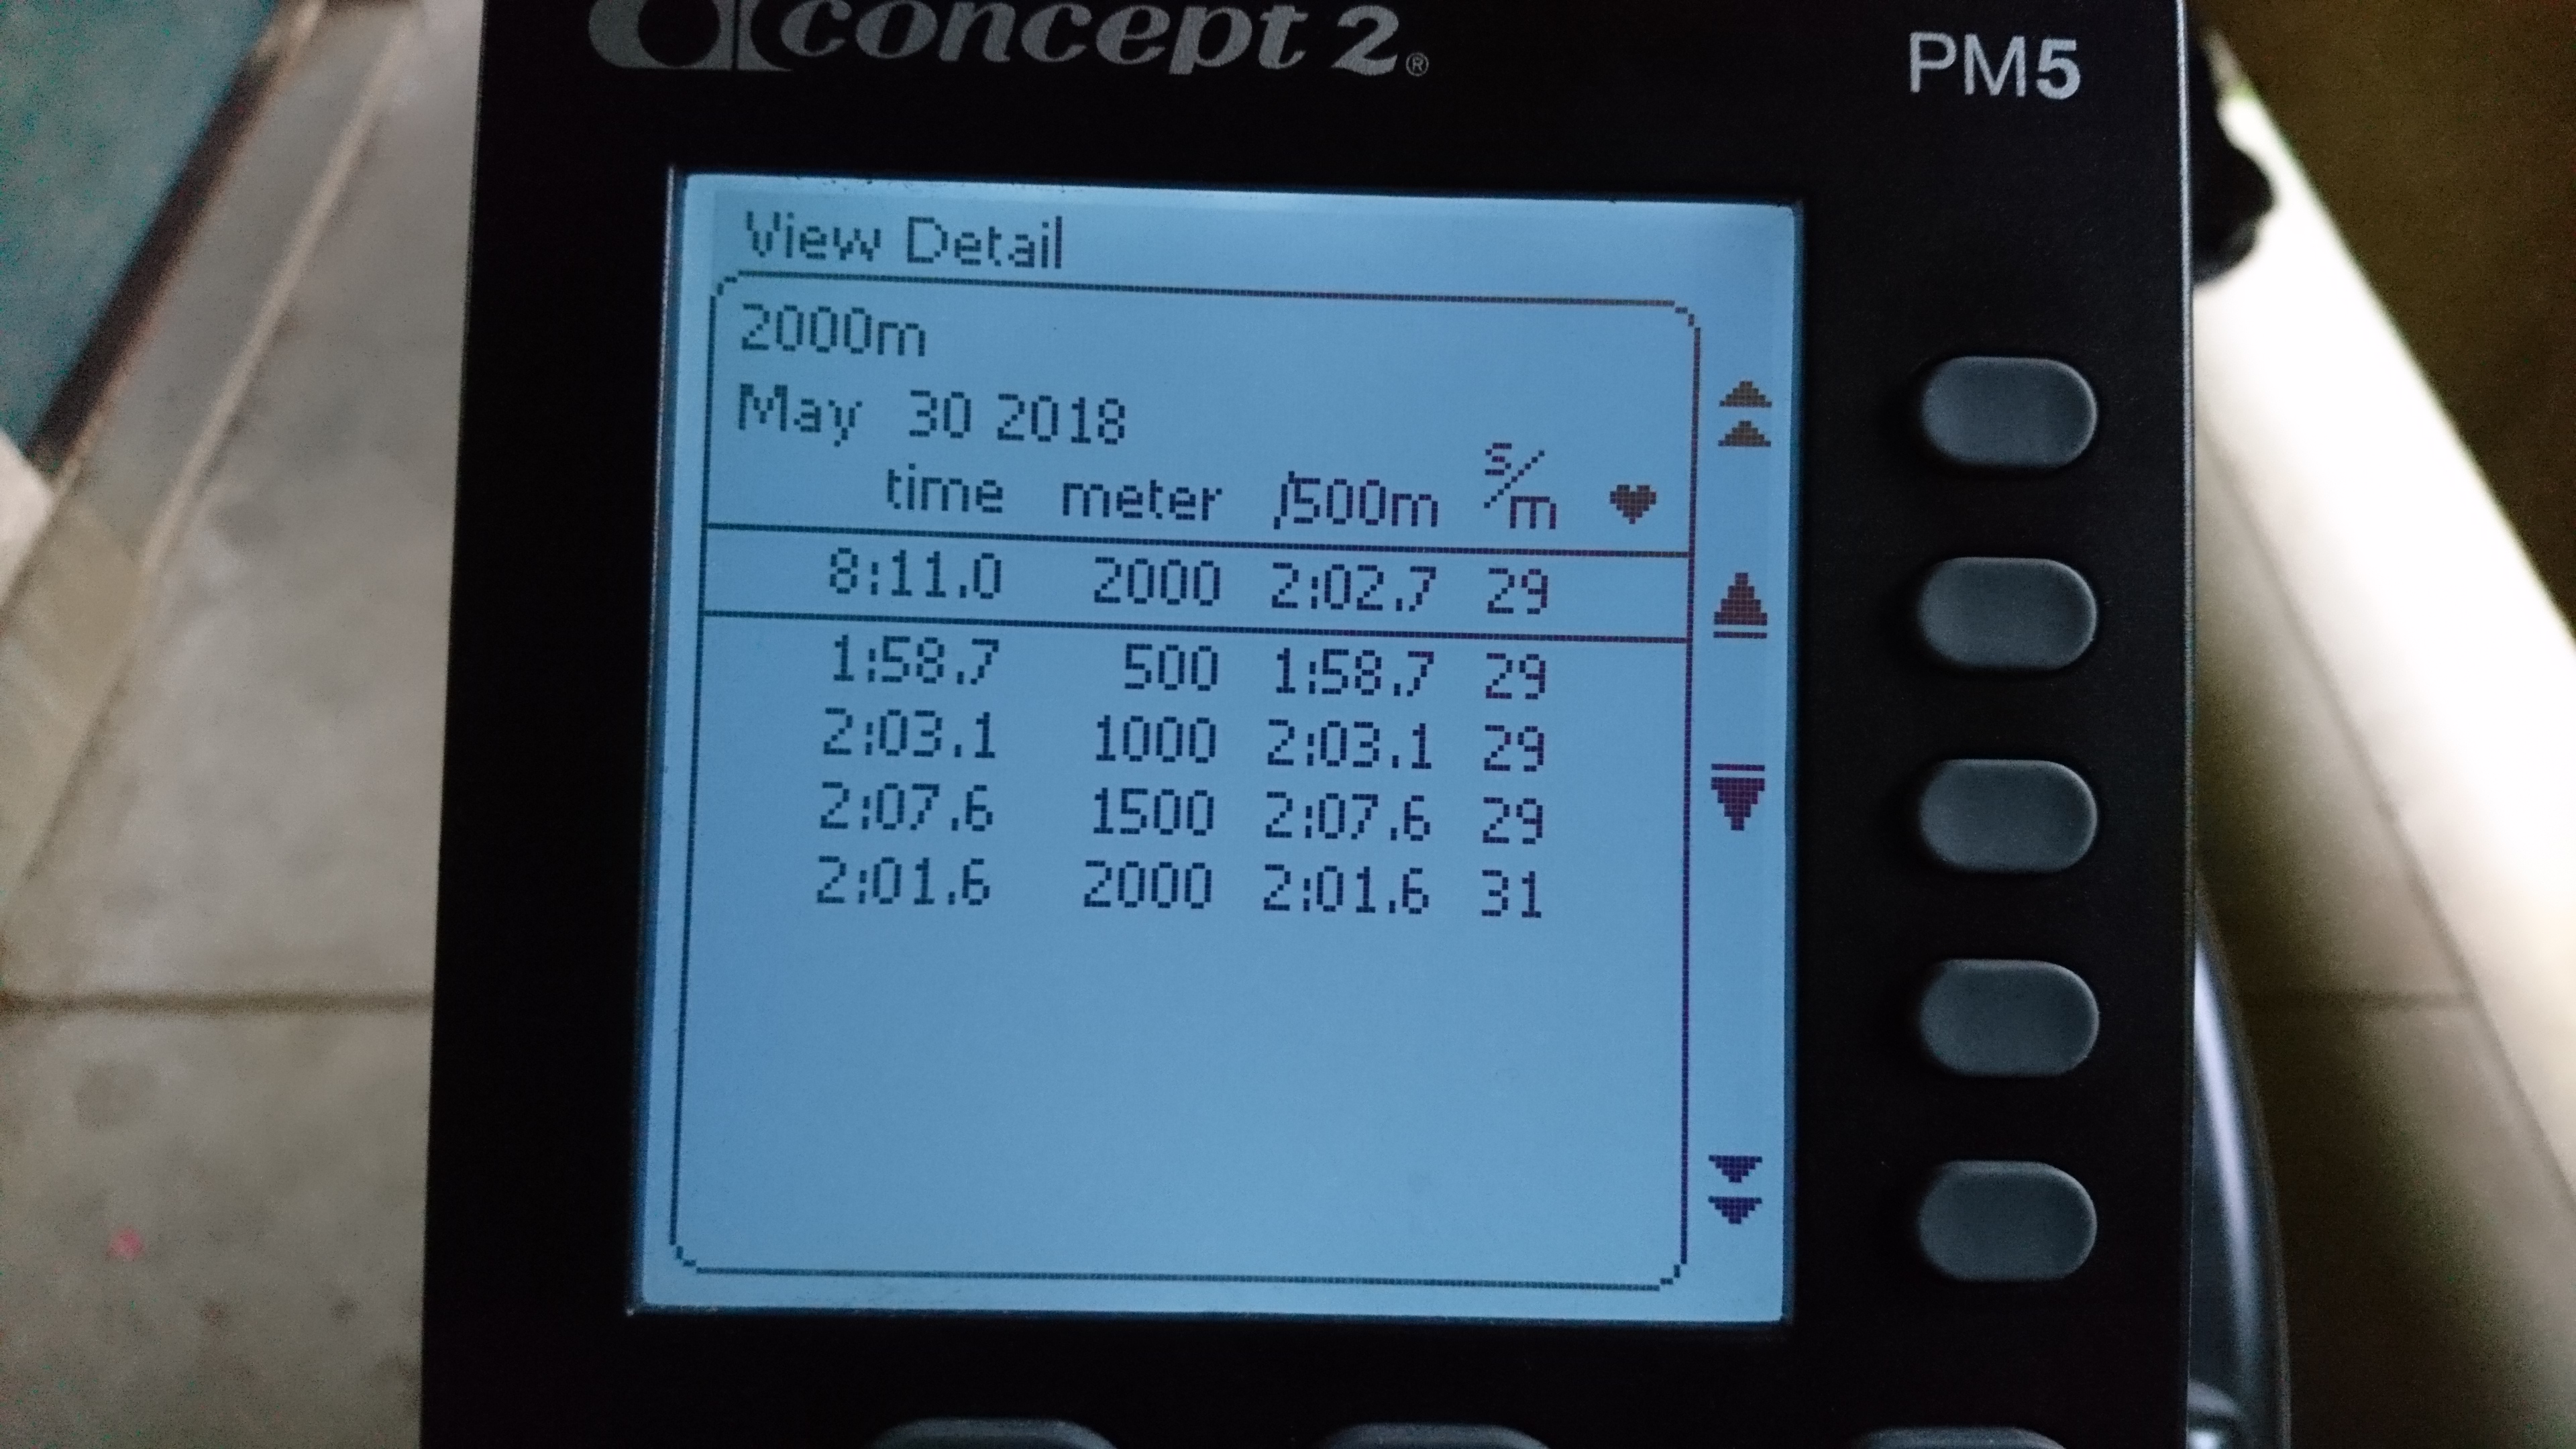 concept 2®
PM5
View Detail
2000m
May 30 2018
time meter /500m s/m ♥
8:11.0 2000 2:02.7 29
1:58.7 500 1:58.7 29
2:03.1 1000 2:03.1 29
2:07.6 1500 2:07.6 29
2:01.6 2000 2:01.6 31